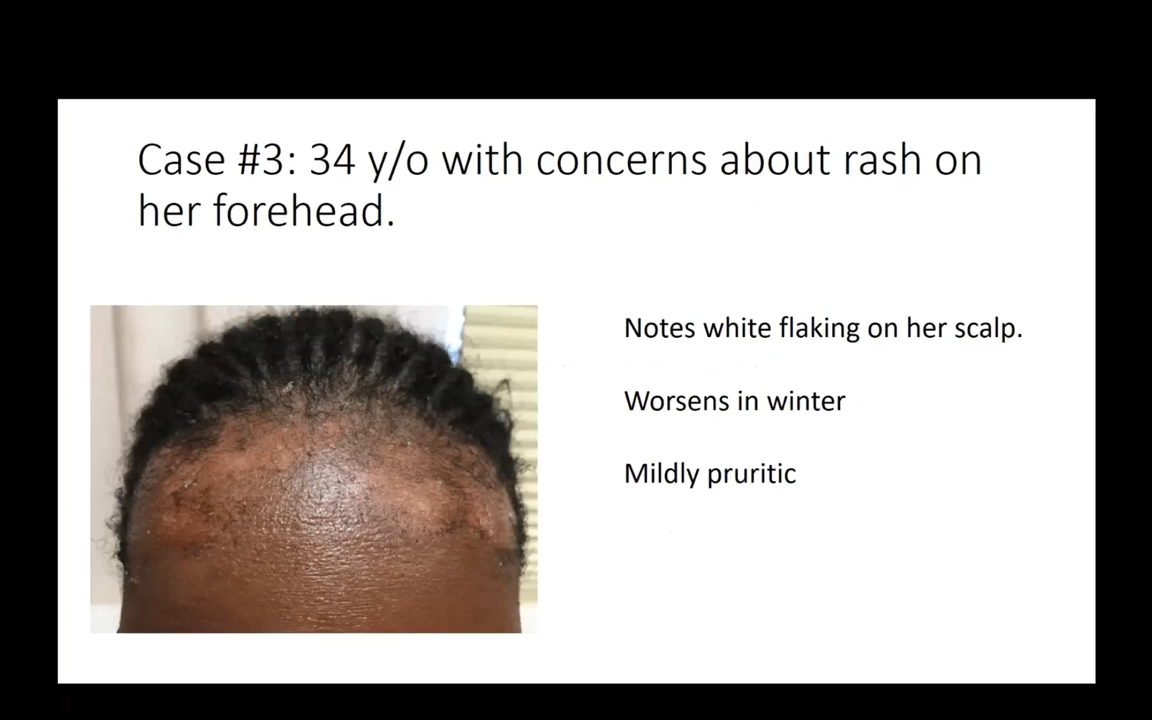 Case #3: 34 y/o with concerns about rash on
her forehead.
Notes white flaking on her scalp.
Worsens in winter
Mildly pruritic